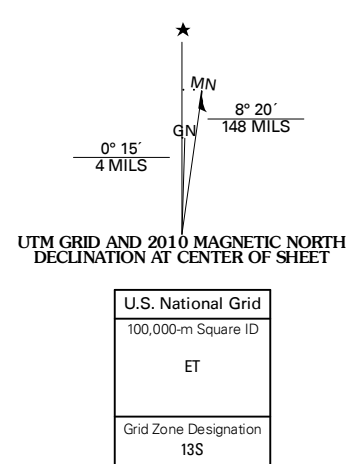 ★
MN
8° 20´
148 MILS
GN
0° 15´
4 MILS
UTM GRID AND 2010 MAGNETIC NORTH
DECLINATION AT CENTER OF SHEET
U.S. National Grid
100,000-m Square ID
ET
Grid Zone Designation
13S